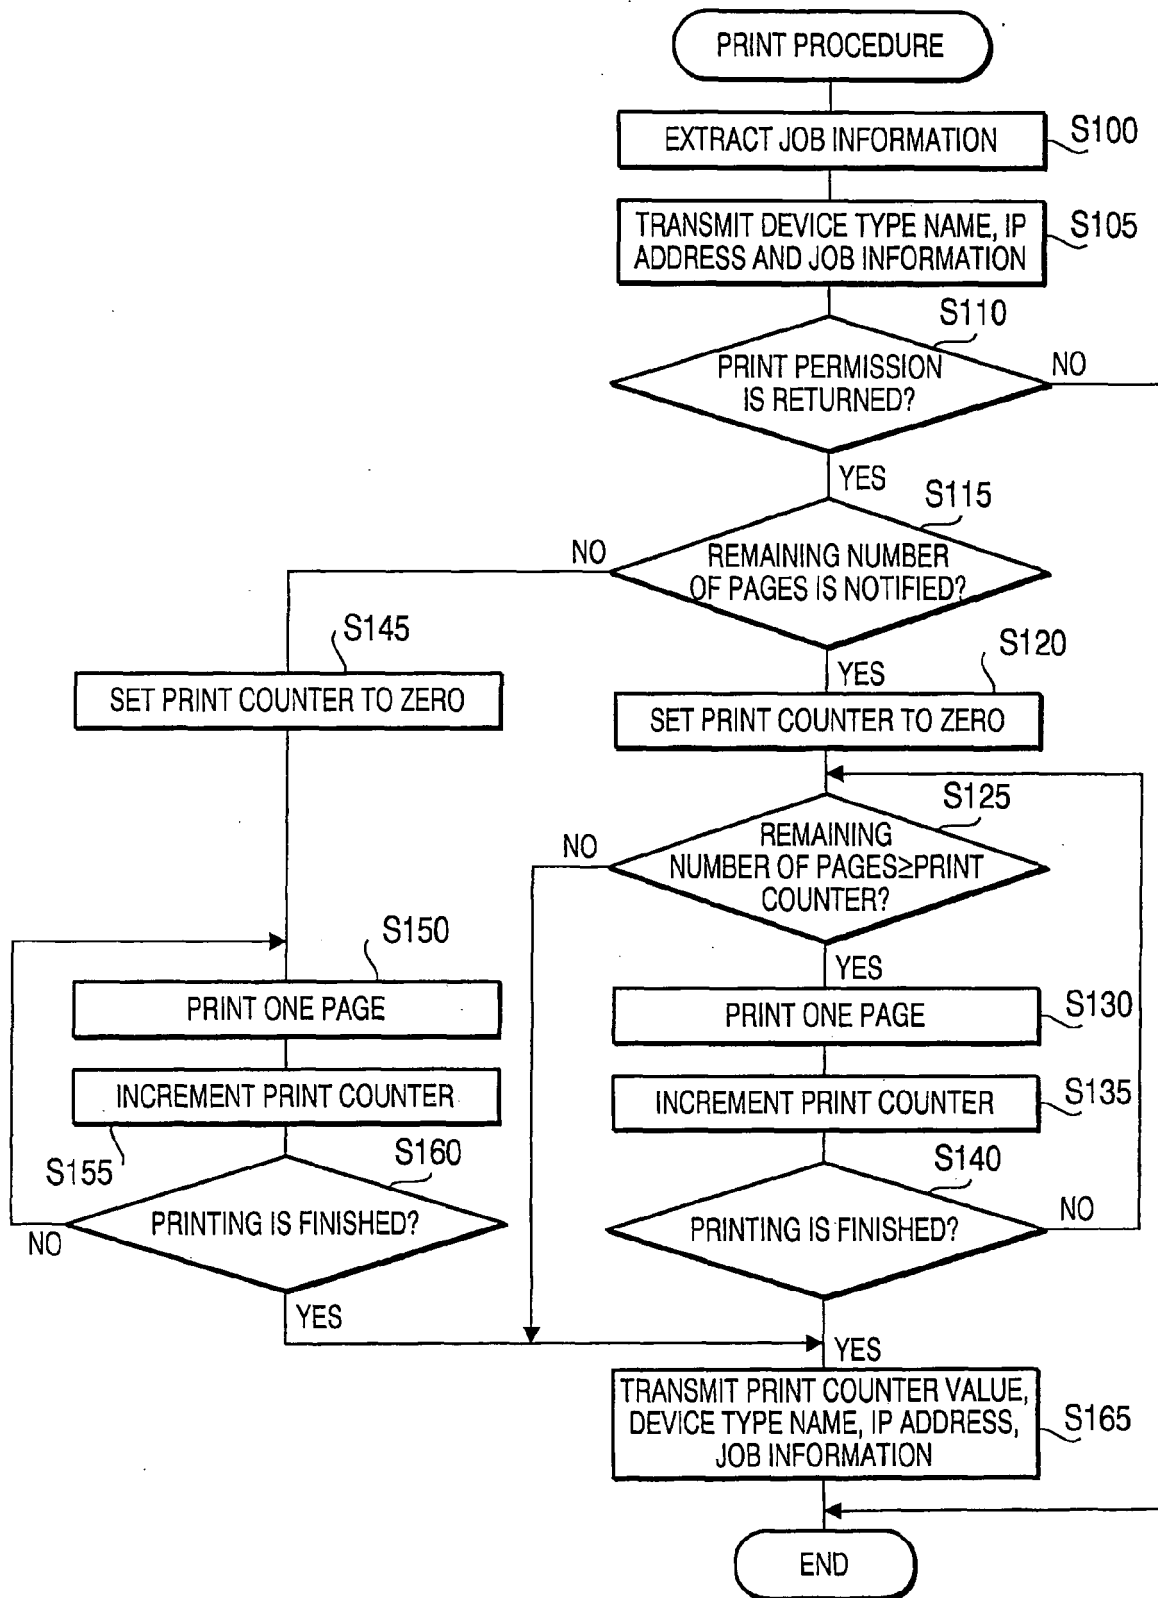 PRINT PROCEDURE
EXTRACT JOB INFORMATION
S100
TRANSMIT DEVICE TYPE NAME, IP
ADDRESS AND JOB INFORMATION
S105
S110
PRINT PERMISSION
IS RETURNED?
NO
YES
S115
REMAINING NUMBER
OF PAGES IS NOTIFIED?
NO
YES
S145
SET PRINT COUNTER TO ZERO
S120
SET PRINT COUNTER TO ZERO
S125
REMAINING
NUMBER OF PAGES≥PRINT
COUNTER?
NO
YES
S150
PRINT ONE PAGE
PRINT ONE PAGE
S130
INCREMENT PRINT COUNTER
S155
INCREMENT PRINT COUNTER
S135
S160
PRINTING IS FINISHED?
NO
YES
S140
PRINTING IS FINISHED?
NO
YES
TRANSMIT PRINT COUNTER VALUE,
DEVICE TYPE NAME, IP ADDRESS,
JOB INFORMATION
S165
END